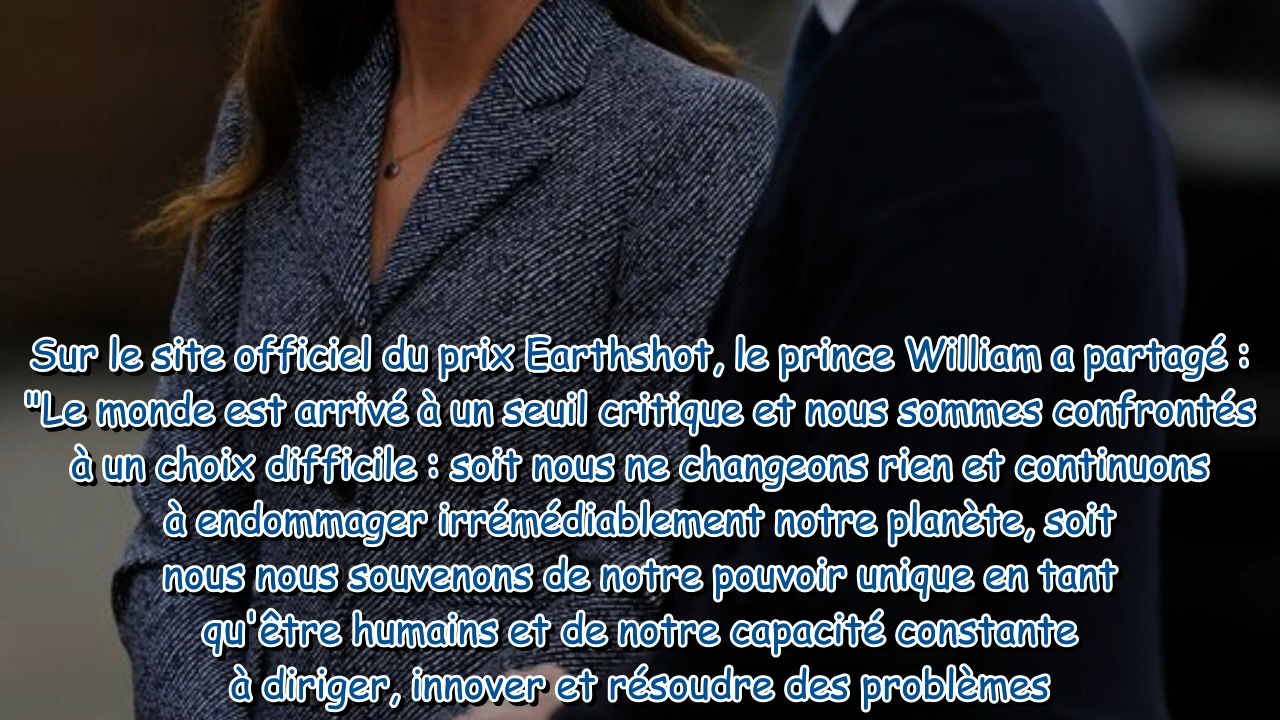 Sur le site officiel du prix Earthshot, le prince William a partagé :
"Le monde est arrivé à un seuil critique et nous sommes confrontés
à un choix difficile : soit nous ne changeons rien et continuons
à endommager irrémédiablement notre planète, soit
nous nous souvenons de notre pouvoir unique en tant
qu'être humains et de notre capacité constante
à diriger, innover et résoudre des problèmes